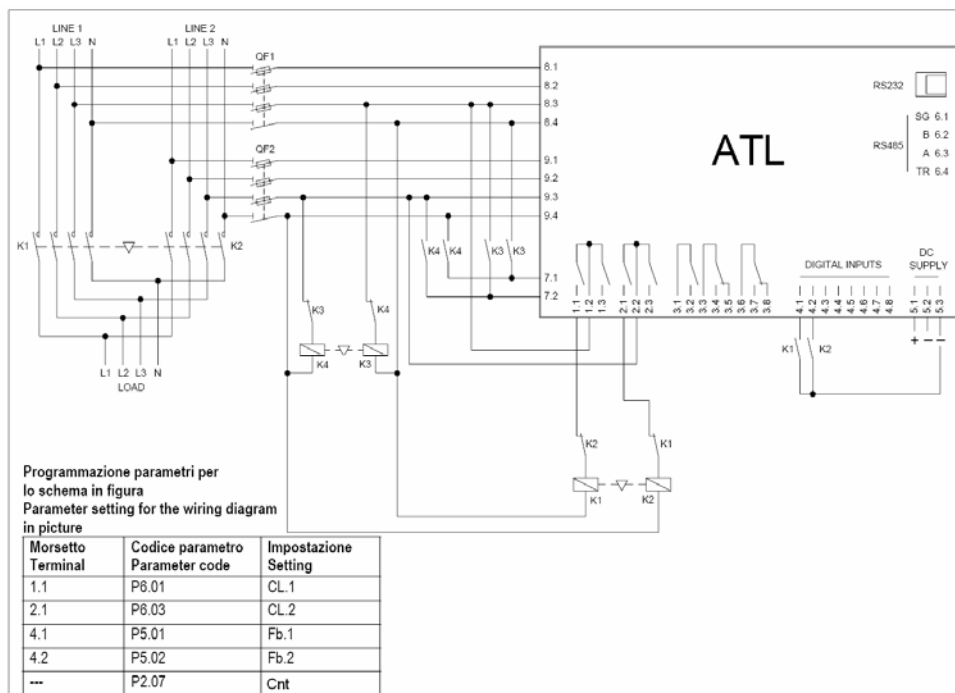 LINE 1 LINE 2
L1 L2 L3 N L1 L2 L3 N
QF1
8.1
8.2
8.3
8.4
QF2
9.1
9.2
9.3
9.4
ATL
RS232
RS485
SG 6.1
B 6.2
A 6.3
TR 6.4
K1 K2
K4 K4 K3 K3
7.1
7.2
DIGITAL INPUTS
DC
SUPPLY
1.1 1.2 1.3 2.1 2.2 2.3 3.1 3.2 3.3 3.4 3.5 3.6 3.7 3.8 4.1 4.2 4.3 4.4 4.5 4.6 4.7 4.8 5.1 5.2 5.3
+ − −
K3 K4
K4 K3
K1 K2
L1 L2 L3 N
LOAD
K2 K1
K1 K2
Programmazione parametri per
lo schema in figura
Parameter setting for the wiring diagram
in picture
Morsetto Codice parametro Impostazione
Terminal Parameter code Setting
1.1 P6.01 CL.1
2.1 P6.03 CL.2
4.1 P5.01 Fb.1
4.2 P5.02 Fb.2
--- P2.07 Cnt